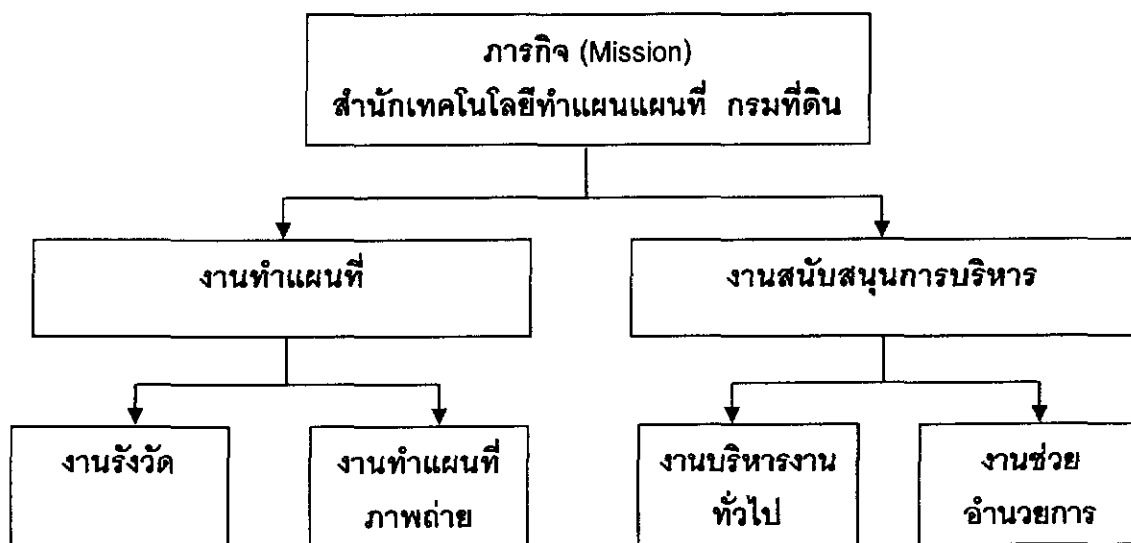 ภารกิจ (Mission)
สำนักเทคโนโลยีทำแผนแผนที่ กรมที่ดิน
งานทำแผนที่
งานสนับสนุนการบริหาร
งานรังวัด
งานทำแผนที่
ภาพถ่าย
งานบริหารงาน
ทั่วไป
งานช่วย
อำนวยการ